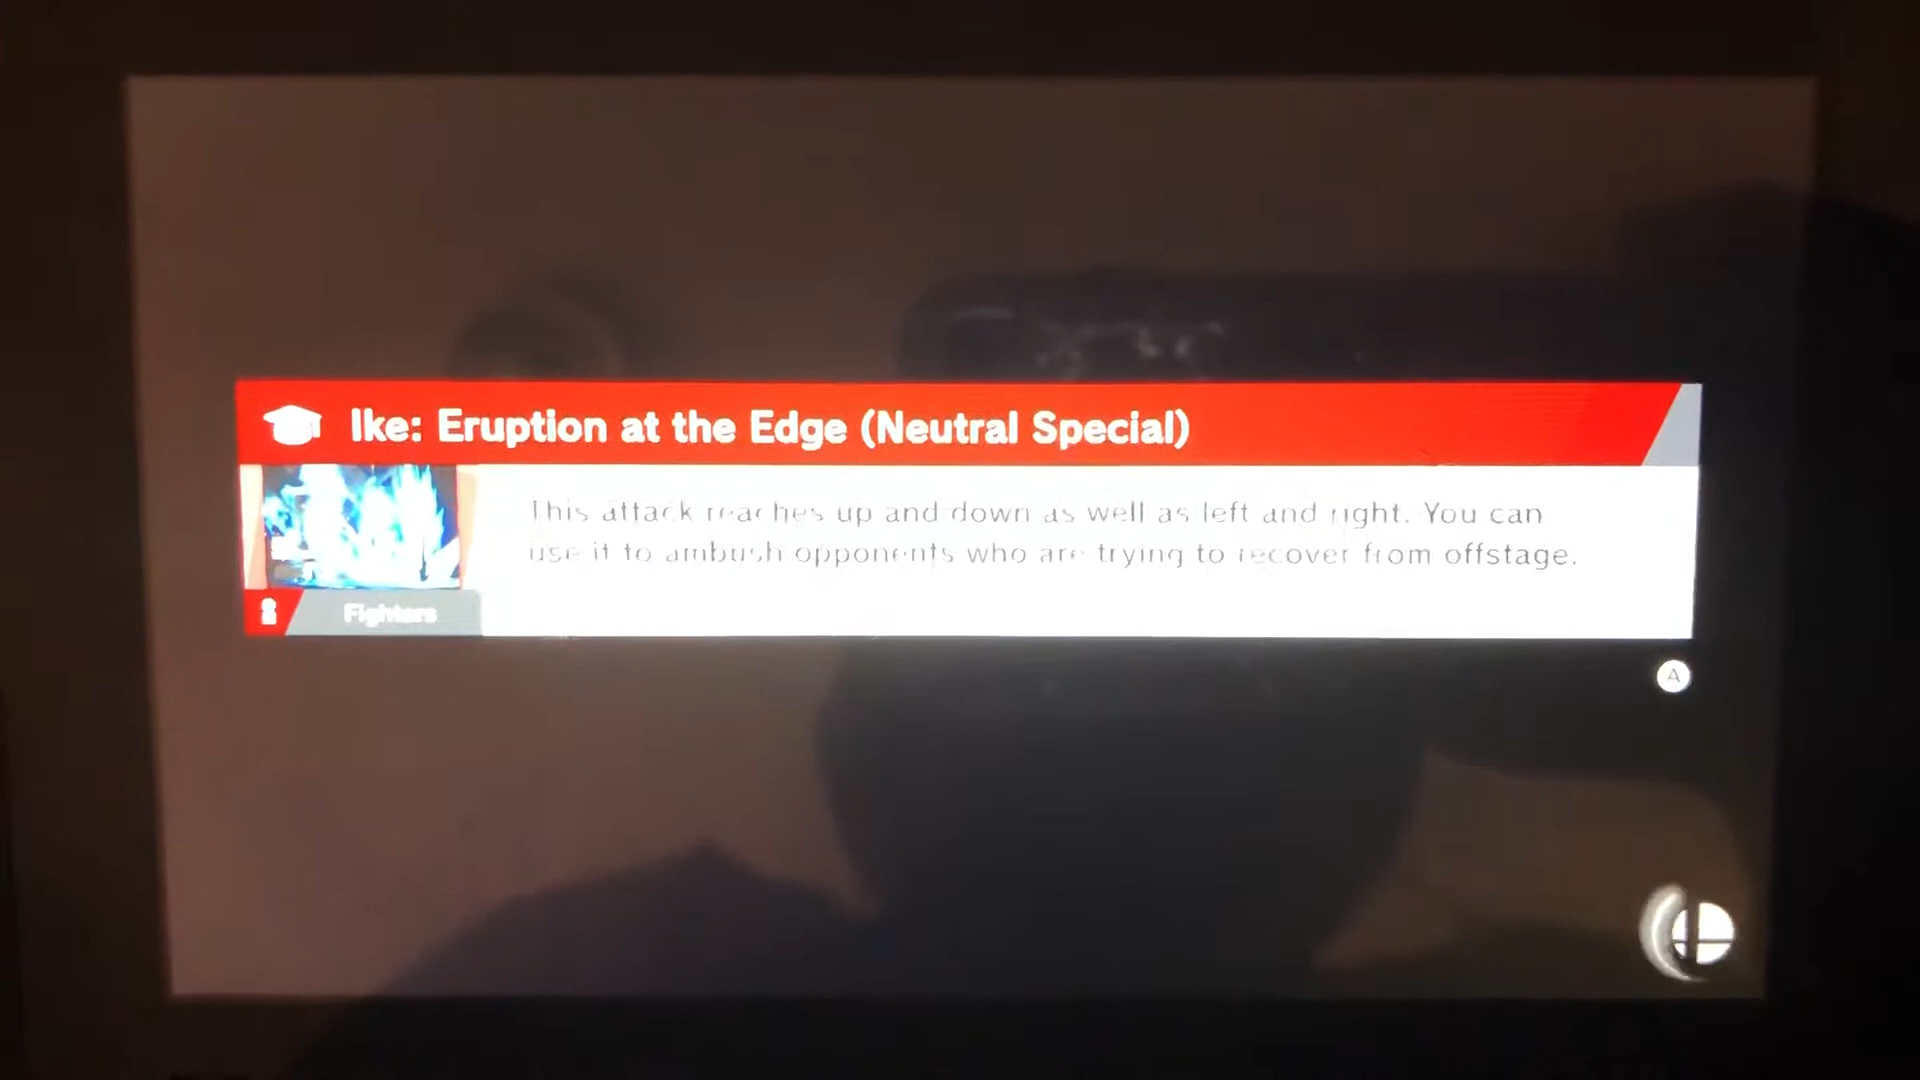 Ike: Eruption at the Edge (Neutral Special)
This attack reaches up and down as well as left and right. You can
use it to ambush opponents who are trying to recover from offstage.
Fighters
A